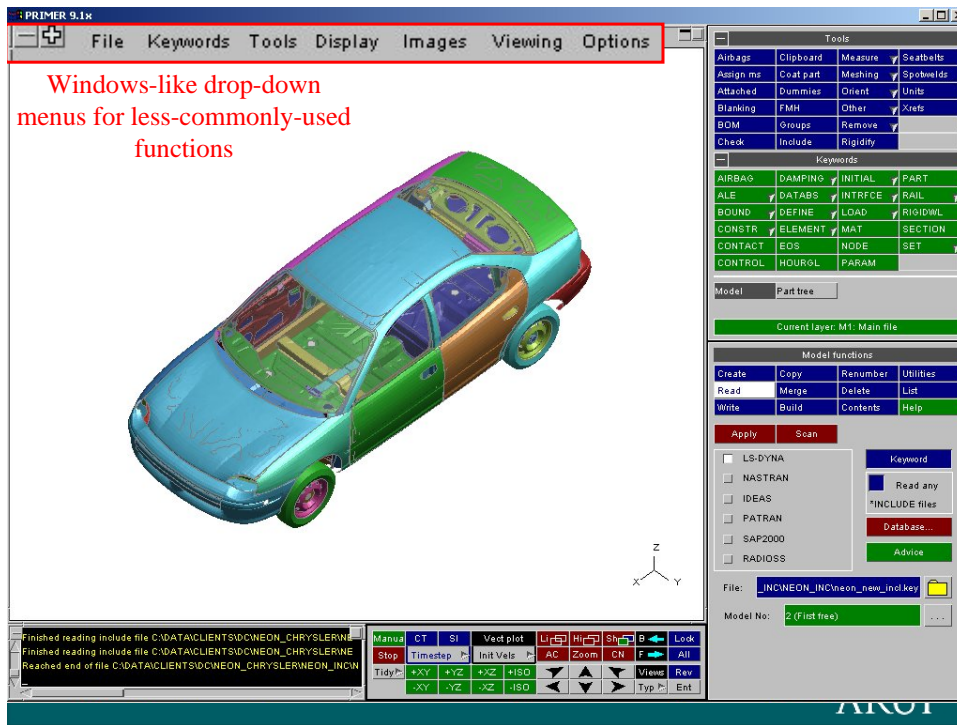 PRIMER 9.1x
File Keywords Tools Display Images Viewing Options
Windows-like drop-down
menus for less-commonly-used
functions
Tools
Airbags Clipboard Measure Seatbelts
Assign ms Coat part Meshing Spotwelds
Attached Dummies Orient Units
Blanking FMH Other Xrefs
BOM Groups Remove
Check Include Rigidify
Keywords
AIRBAG DAMPING INITIAL PART
ALE DATABS INTRFCE RAIL
BOUND DEFINE LOAD RIGIDWL
CONSTR ELEMENT MAT SECTION
CONTACT EOS NODE SET
CONTROL HOURGL PARAM
Model Part tree
Current layer: M1: Main file
Model functions
Create Copy Renumber Utilities
Read Merge Delete List
Write Build Contents Help
Apply Scan
LS-DYNA Keyword
NASTRAN Read any
IDEAS *INCLUDE files
PATRAN Database...
SAP2000
RADIOSS Advice
File: _INC\NEON_INC\neon_new_incl.key
Model No: 2 (First free) ...
Z
X Y
Finished reading include file C:\DATA\CLIENTS\DC\NEON_CHRYSLER\NE
Finished reading include file C:\DATA\CLIENTS\DC\NEON_CHRYSLER\NE
Reached end of file C:\DATA\CLIENTS\DC\NEON_CHRYSLER\NEON_INC\N
Manua CT SI Vect plot Li Hi Sh B Lock
Stop Timestep Init Vels AC Zoom CN F All
Tidy +XY +YZ +XZ +ISO Views Rev
-XY -YZ -XZ -ISO Typ Ent